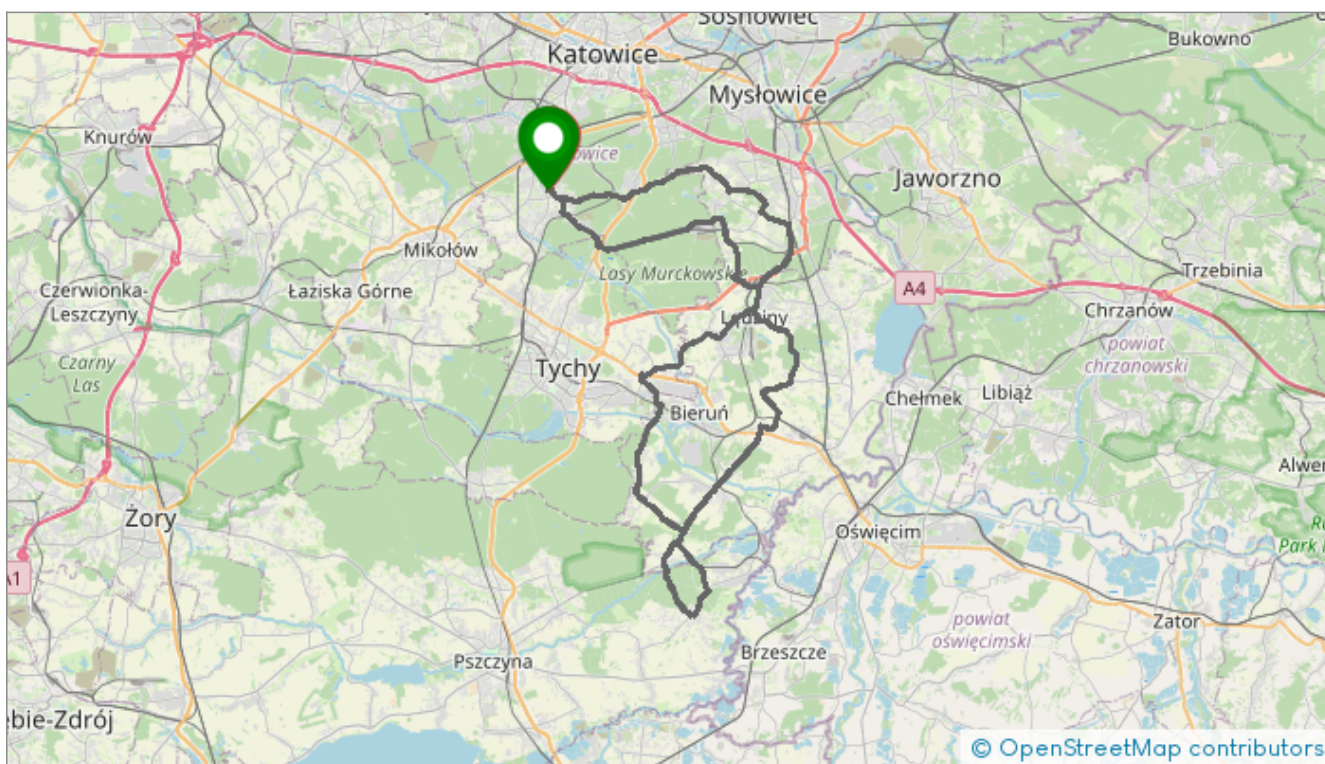 Sosnowiec
Bukowno
Katowice
Mysłowice
Knurów
owice
Jaworzno
Mikołów
Lasy Murckowskie
Trzebinia
Czerwionka-
Leszczyny
Łaziska Górne
A4
Chrzanów
Lędziny
powiat
chrzanowski
Czarny
Las
Tychy
Libiąż
Chełmek
Bieruń
Alwer
Żory
Oświęcim
Park
A1
powiat
oświęcimski
Zator
Pszczyna
Brzeszcze
ebie-Zdrój
© OpenStreetMap contributors